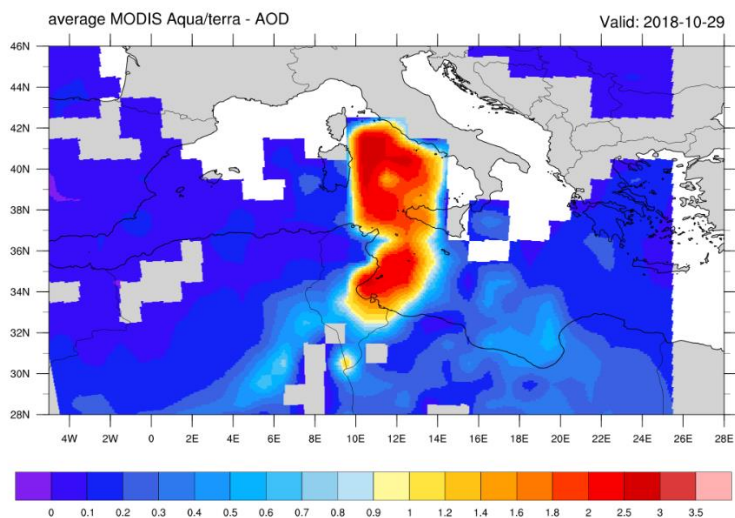 average MODIS Aqua/terra - AOD
Valid: 2018-10-29
46N
44N
42N
40N
38N
36N
34N
32N
30N
28N
4W 2W 0 2E 4E 6E 8E 10E 12E 14E 16E 18E 20E 22E 24E 26E 28E
0 0.1 0.2 0.3 0.4 0.5 0.6 0.7 0.8 0.9 1 1.2 1.4 1.6 1.8 2 2.5 3 3.5